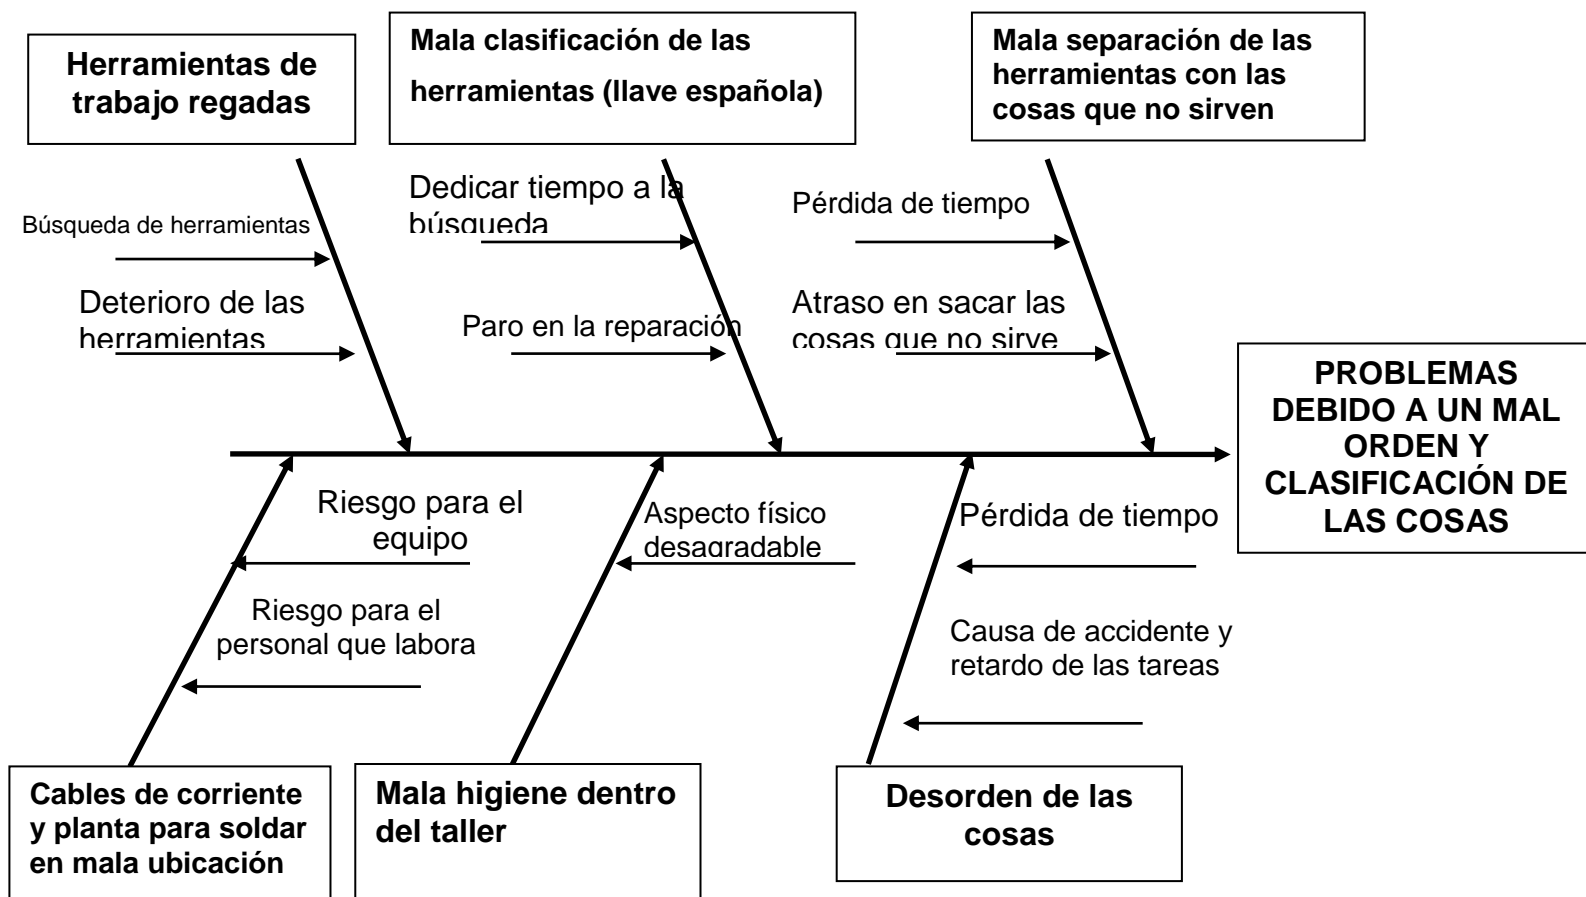 Herramientas de
trabajo regadas
Mala clasificación de las
herramientas (llave española)
Mala separación de las
herramientas con las
cosas que no sirven
Búsqueda de herramientas
Deterioro de las
herramientas
Dedicar tiempo a la
búsqueda
Paro en la reparación
Pérdida de tiempo
Atraso en sacar las
cosas que no sirve
PROBLEMAS
DEBIDO A UN MAL
ORDEN Y
CLASIFICACIÓN DE
LAS COSAS
Riesgo para el
equipo
Riesgo para el
personal que labora
Aspecto físico
desagradable
Pérdida de tiempo
Causa de accidente y
retardo de las tareas
Cables de corriente
y planta para soldar
en mala ubicación
Mala higiene dentro
del taller
Desorden de las
cosas